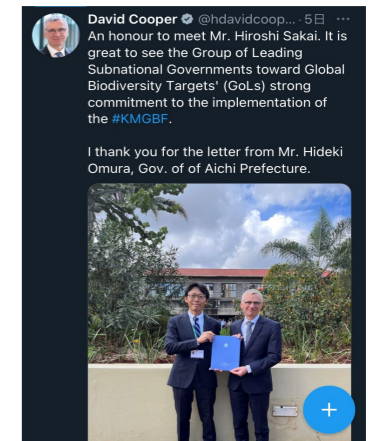 David Cooper @hdavidcoop... · 5日 ···
An honour to meet Mr. Hiroshi Sakai. It is
great to see the Group of Leading
Subnational Governments toward Global
Biodiversity Targets' (GoLs) strong
commitment to the implementation of
the #KMGBF.
I thank you for the letter from Mr. Hideki
Omura, Gov. of of Aichi Prefecture.